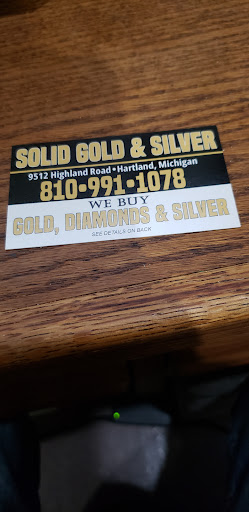 SOLID GOLD & SILVER
9512 Highland Road•Hartland, Michigan
810•991•1078
WE BUY
GOLD, DIAMONDS & SILVER
SEE DETAILS ON BACK